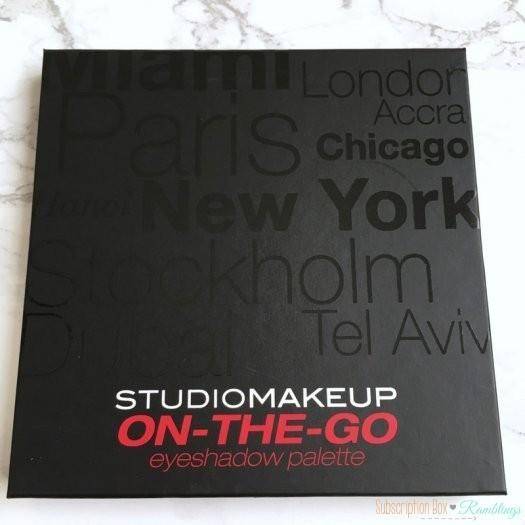 Miami
London
Accra
Paris
Chicago
Hanoi
New York
Stockholm
Dubai
Tel Aviv
STUDIOMAKEUP
ON-THE-GO
eyeshadow palette
Subscription Box ♥ Ramblings